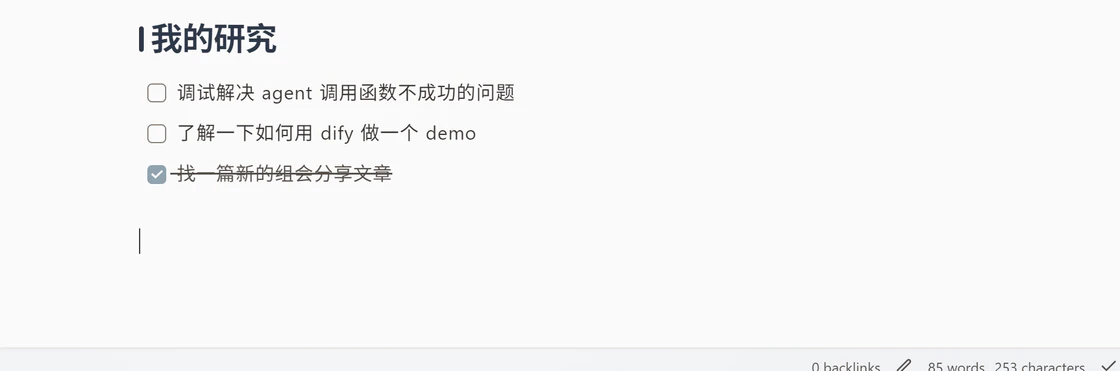 我的研究
调试解决 agent 调用函数不成功的问题
了解一下如何用 dify 做一个 demo
找一篇新的组会分享文章
0 backlinks 85 words 253 characters